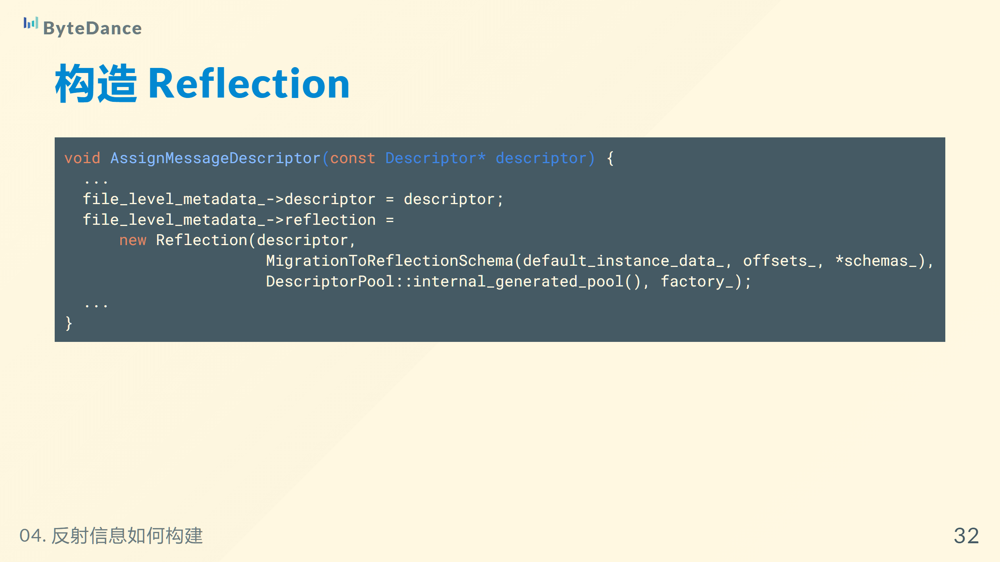 ByteDance
构造 Reflection
void AssignMessageDescriptor(const Descriptor* descriptor) {
  ...
  file_level_metadata_->descriptor = descriptor;
  file_level_metadata_->reflection =
      new Reflection(descriptor,
                      MigrationToReflectionSchema(default_instance_data_, offsets_, *schemas_),
                      DescriptorPool::internal_generated_pool(), factory_);
  ...
}
04. 反射信息如何构建
32